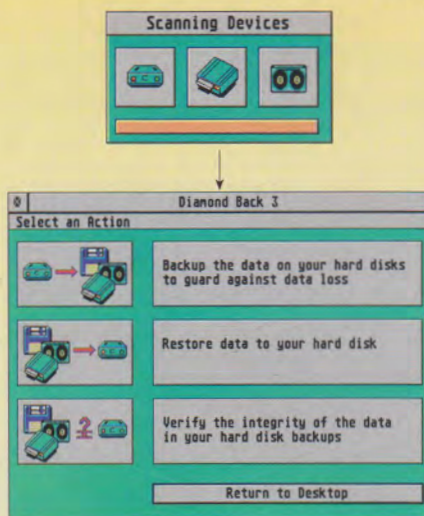 Scanning Devices
Diamond Back 3
Select an Action
Backup the data on your hard disks
to guard against data loss
Restore data to your hard disk
Verify the integrity of the data
in your hard disk backups
Return to Desktop